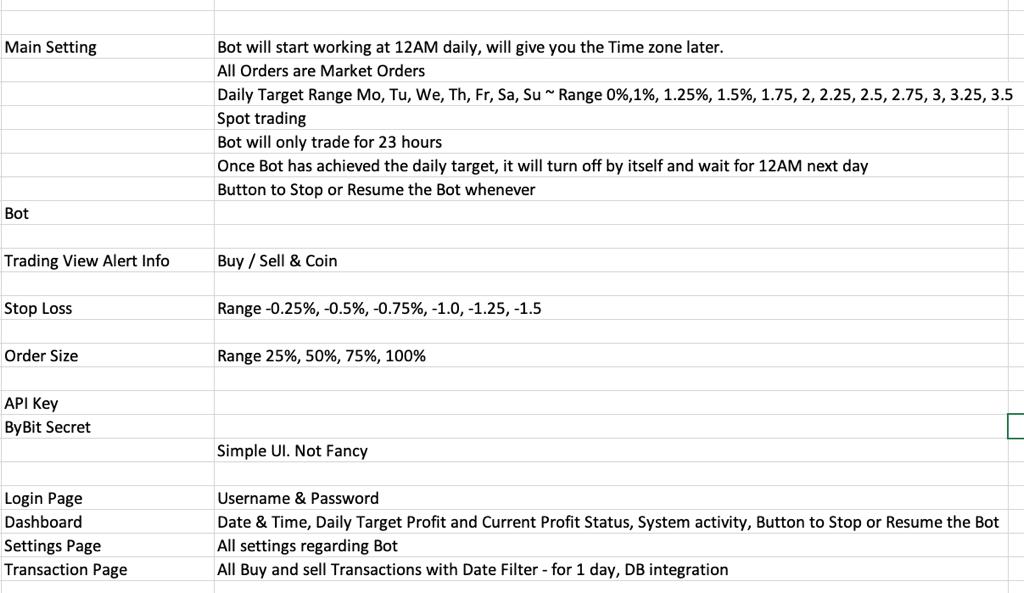 Main Setting Bot will start working at 12AM daily, will give you the Time zone later.
All Orders are Market Orders
Daily Target Range Mo, Tu, We, Th, Fr, Sa, Su ~ Range 0%,1%, 1.25%, 1.5%, 1.75, 2, 2.25, 2.5, 2.75, 3, 3.25, 3.5
Spot trading
Bot will only trade for 23 hours
Once Bot has achieved the daily target, it will turn off by itself and wait for 12AM next day
Button to Stop or Resume the Bot whenever
Bot
Trading View Alert Info Buy / Sell & Coin
Stop Loss Range -0.25%, -0.5%, -0.75%, -1.0, -1.25, -1.5
Order Size Range 25%, 50%, 75%, 100%
API Key
ByBit Secret
Simple UI. Not Fancy
Login Page Username & Password
Dashboard Date & Time, Daily Target Profit and Current Profit Status, System activity, Button to Stop or Resume the Bot
Settings Page All settings regarding Bot
Transaction Page All Buy and sell Transactions with Date Filter - for 1 day, DB integration